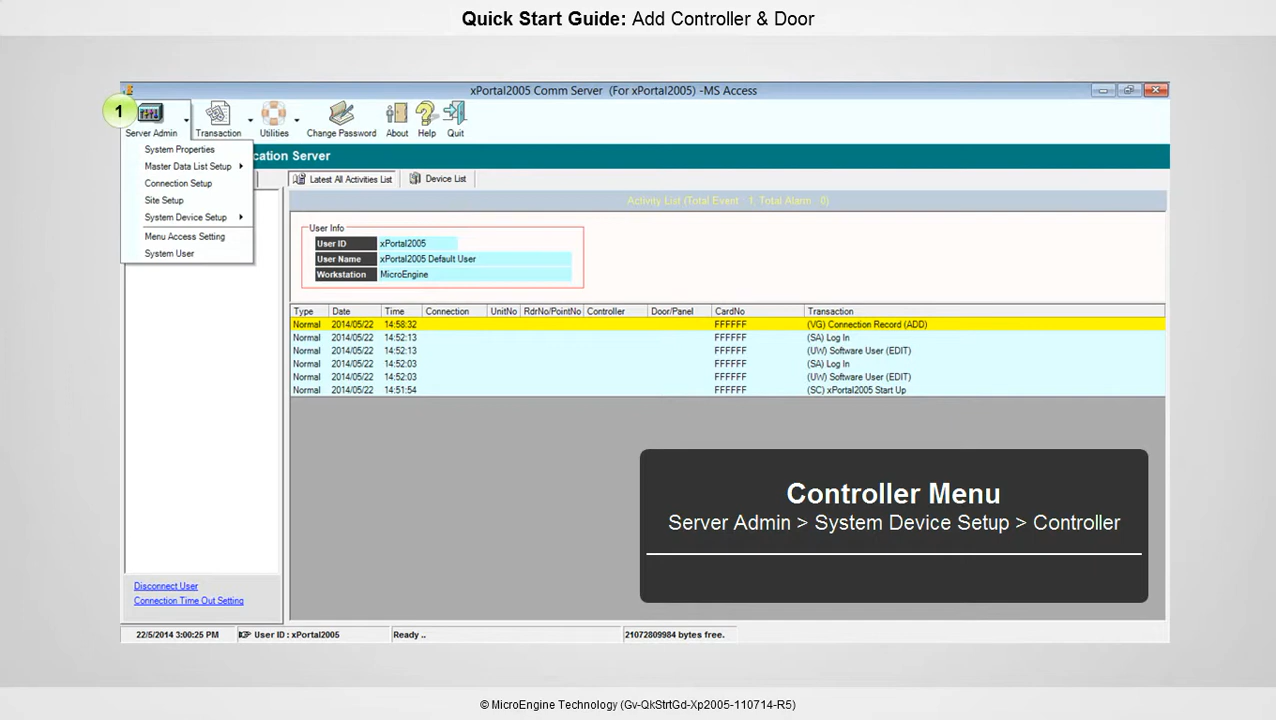 Quick Start Guide: Add Controller & Door
xPortal2005 Comm Server (For xPortal2005) -MS Access
1
Server Admin
Transaction
Utilities
Change Password
About
Help
Quit
System Properties
Master Data List Setup
Connection Setup
Site Setup
System Device Setup
Menu Access Setting
System User
cation Server
Latest All Activities List
Device List
Activity List (Total Event 1, Total Alarm 0)
User Info
User ID xPortal2005
User Name xPortal2005 Default User
Workstation MicroEngine
Type Date Time Connection UnitNo RdrNo/PointNo Controller Door/Panel CardNo Transaction
Normal 2014/05/22 14:58:32 FFFFFF (VG) Connection Record (ADD)
Normal 2014/05/22 14:52:13 FFFFFF (SA) Log In
Normal 2014/05/22 14:52:13 FFFFFF (UW) Software User (EDIT)
Normal 2014/05/22 14:52:03 FFFFFF (SA) Log In
Normal 2014/05/22 14:52:03 FFFFFF (UW) Software User (EDIT)
Normal 2014/05/22 14:51:54 FFFFFF (SC) xPortal2005 Start Up
Controller Menu
Server Admin > System Device Setup > Controller
Disconnect User
Connection Time Out Setting
22/5/2014 3:00:25 PM User ID : xPortal2005 Ready .. 21072809984 bytes free.
© MicroEngine Technology (Gv-QkStrtGd-Xp2005-110714-R5)